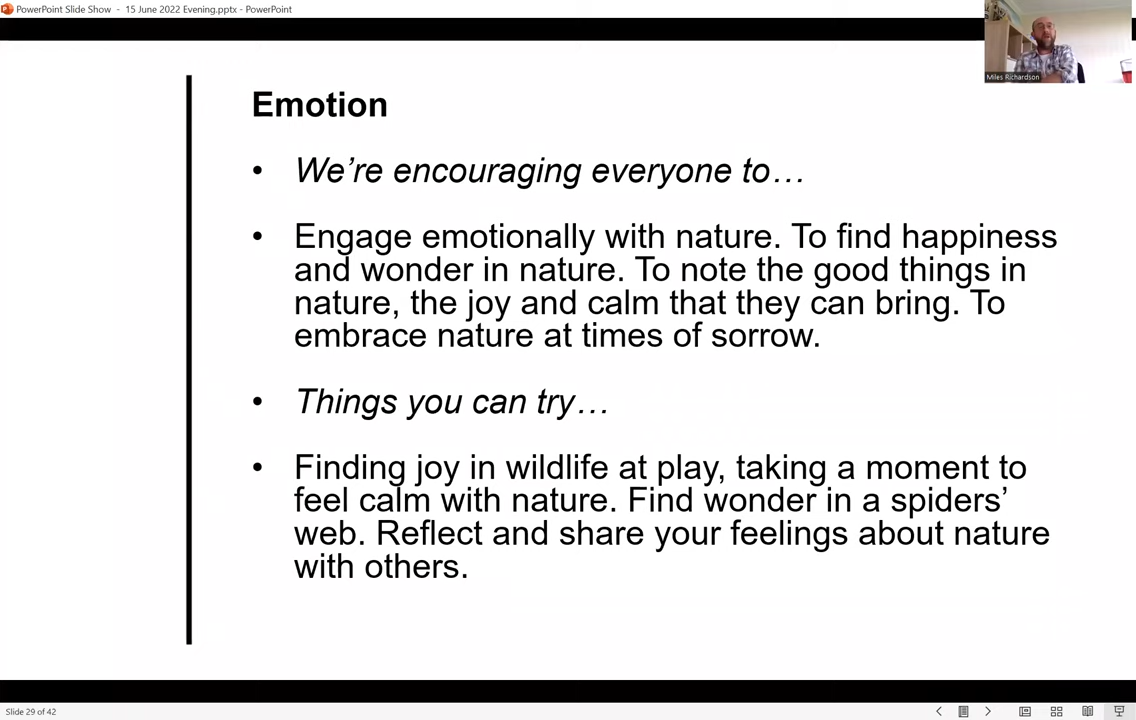 PowerPoint Slide Show - 15 June 2022 Evening.pptx - PowerPoint
Miles Richardson
Emotion
• We're encouraging everyone to…
• Engage emotionally with nature. To find happiness
and wonder in nature. To note the good things in
nature, the joy and calm that they can bring. To
embrace nature at times of sorrow.
• Things you can try…
• Finding joy in wildlife at play, taking a moment to
feel calm with nature. Find wonder in a spiders'
web. Reflect and share your feelings about nature
with others.
Slide 29 of 42